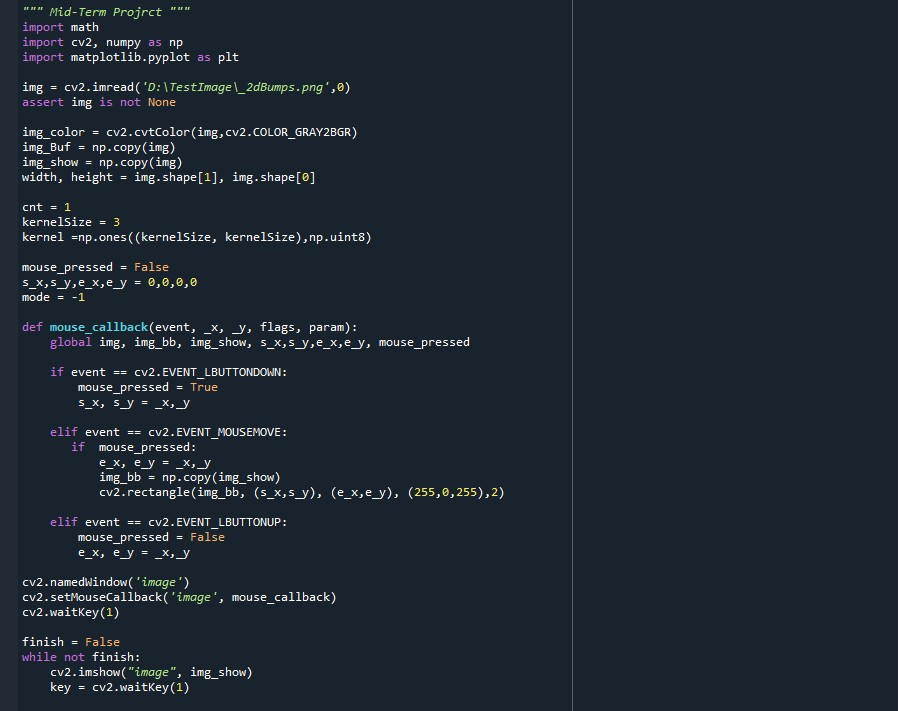 """ Mid-Term Projrct """
import math
import cv2, numpy as np
import matplotlib.pyplot as plt
img = cv2.imread('D:\TestImage\_2dBumps.png',0)
assert img is not None
img_color = cv2.cvtColor(img,cv2.COLOR_GRAY2BGR)
img_Buf = np.copy(img)
img_show = np.copy(img)
width, height = img.shape[1], img.shape[0]
cnt = 1
kernelSize = 3
kernel =np.ones((kernelSize, kernelSize),np.uint8)
mouse_pressed = False
s_x,s_y,e_x,e_y = 0,0,0,0
mode = -1
def mouse_callback(event, _x, _y, flags, param):
    global img, img_bb, img_show, s_x,s_y,e_x,e_y, mouse_pressed
    if event == cv2.EVENT_LBUTTONDOWN:
        mouse_pressed = True
        s_x, s_y = _x,_y
    elif event == cv2.EVENT_MOUSEMOVE:
       if  mouse_pressed:
           e_x, e_y = _x,_y
           img_bb = np.copy(img_show)
           cv2.rectangle(img_bb, (s_x,s_y), (e_x,e_y), (255,0,255),2)
    elif event == cv2.EVENT_LBUTTONUP:
        mouse_pressed = False
        e_x, e_y = _x,_y
cv2.namedWindow('image')
cv2.setMouseCallback('image', mouse_callback)
cv2.waitKey(1)
finish = False
while not finish:
    cv2.imshow("image", img_show)
    key = cv2.waitKey(1)